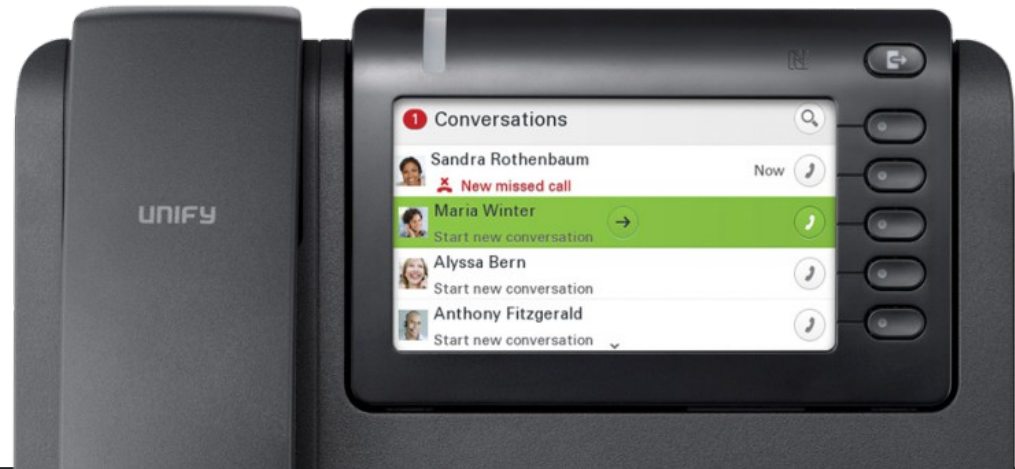 UNIFY
1 Conversations
Sandra Rothenbaum
Now
New missed call
Maria Winter
Start new conversation
Alyssa Bern
Start new conversation
Anthony Fitzgerald
Start new conversation